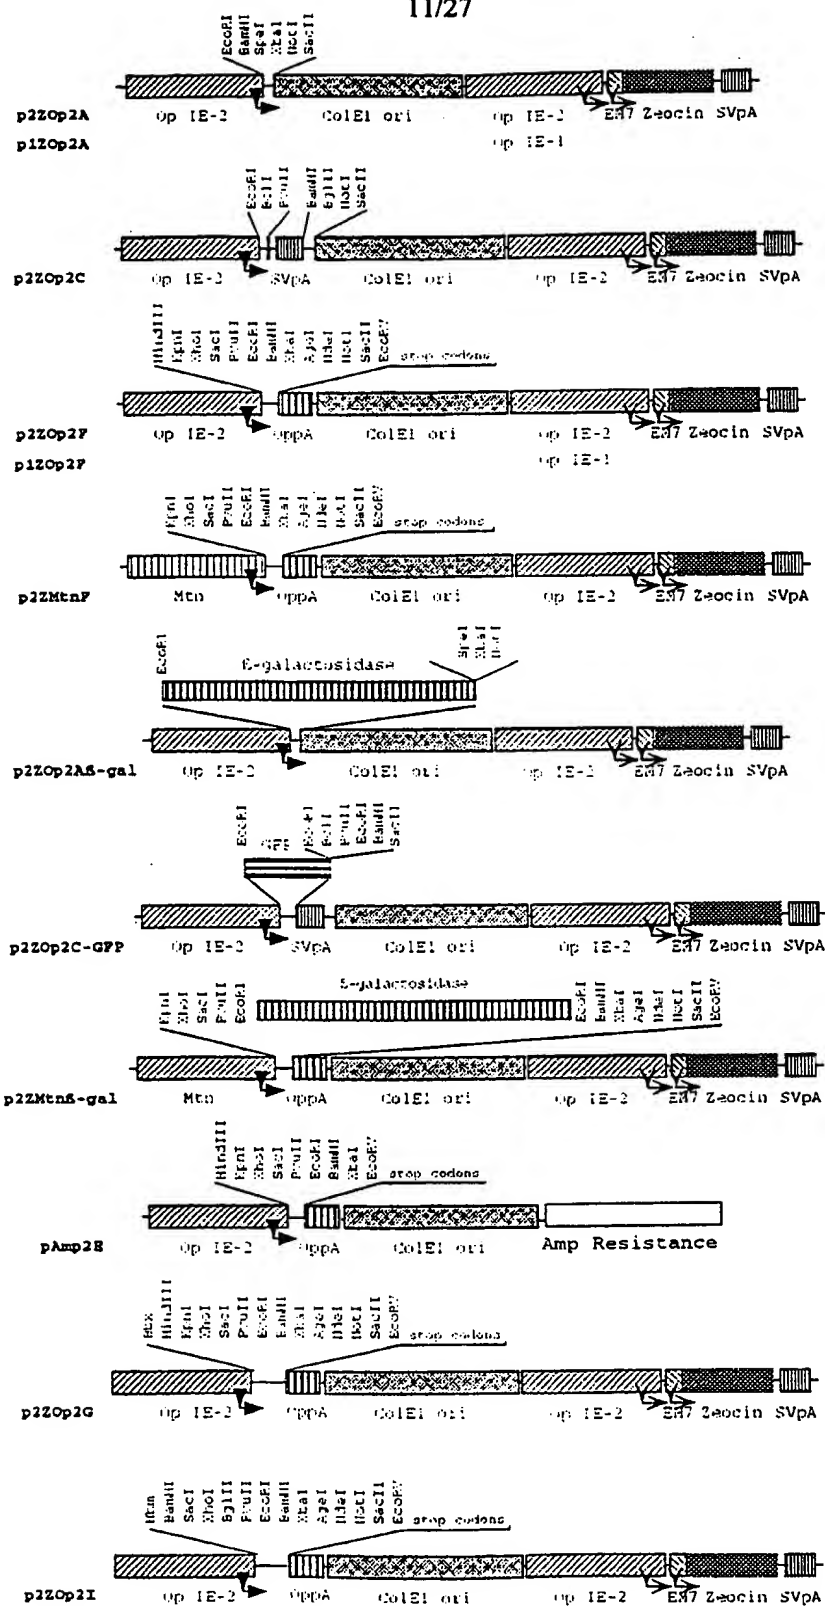 11/27
EcoRI BamHI SpeI XbaI NotI SacII
p2ZOp2A Op IE-2 ColE1 ori Op IE-2 EM7 Zeocin SVpA
p1ZOp2A Op IE-1
EcoRI BclI PvuII BamHI BglII NotI SacII
p2ZOp2C Op IE-2 SVpA ColE1 ori Op IE-2 EM7 Zeocin SVpA
HindIII KpnI XhoI SacI PvuII EcoRI BamHI XbaI AgeI NdeI NotI SacII EcoRV stop codons
p2ZOp2F Op IE-2 OppA ColE1 ori Op IE-2 EM7 Zeocin SVpA
p1ZOp2F Op IE-1
KpnI XhoI SacI PvuII EcoRI BamHI XbaI AgeI NdeI NotI SacII EcoRV stop codons
p2ZMtnF Mtn OppA ColE1 ori Op IE-2 EM7 Zeocin SVpA
EcoRI ß-galactosidase SpeI XbaI NotI
p2ZOp2Aß-gal Op IE-2 ColE1 ori Op IE-2 EM7 Zeocin SVpA
EcoRI GFP EcoRI BclI PvuII EcoRI BamHI SacII
p2ZOp2C-GFP Op IE-2 SVpA ColE1 ori Op IE-2 EM7 Zeocin SVpA
KpnI XhoI SacI PvuII EcoRI ß-galactosidase EcoRI BamHI XbaI AgeI NdeI NotI SacII EcoRV
p2ZMtnß-gal Mtn OppA ColE1 ori Op IE-2 EM7 Zeocin SVpA
HindIII KpnI XhoI SacI PvuII EcoRI BamHI XbaI EcoRV stop codons
pAmp2E Op IE-2 OppA ColE1 ori Amp Resistance
HindIII KpnI XhoI SacI PvuII EcoRI BamHI XbaI AgeI NdeI NotI SacII EcoRV stop codons
p2ZOp2G Op IE-2 OppA ColE1 ori Op IE-2 EM7 Zeocin SVpA
BamHI SacI XhoI BglII PvuII EcoRI BamHI XbaI AgeI NdeI NotI SacII EcoRV stop codons
p2ZOp2I Op IE-2 OppA ColE1 ori Op IE-2 EM7 Zeocin SVpA